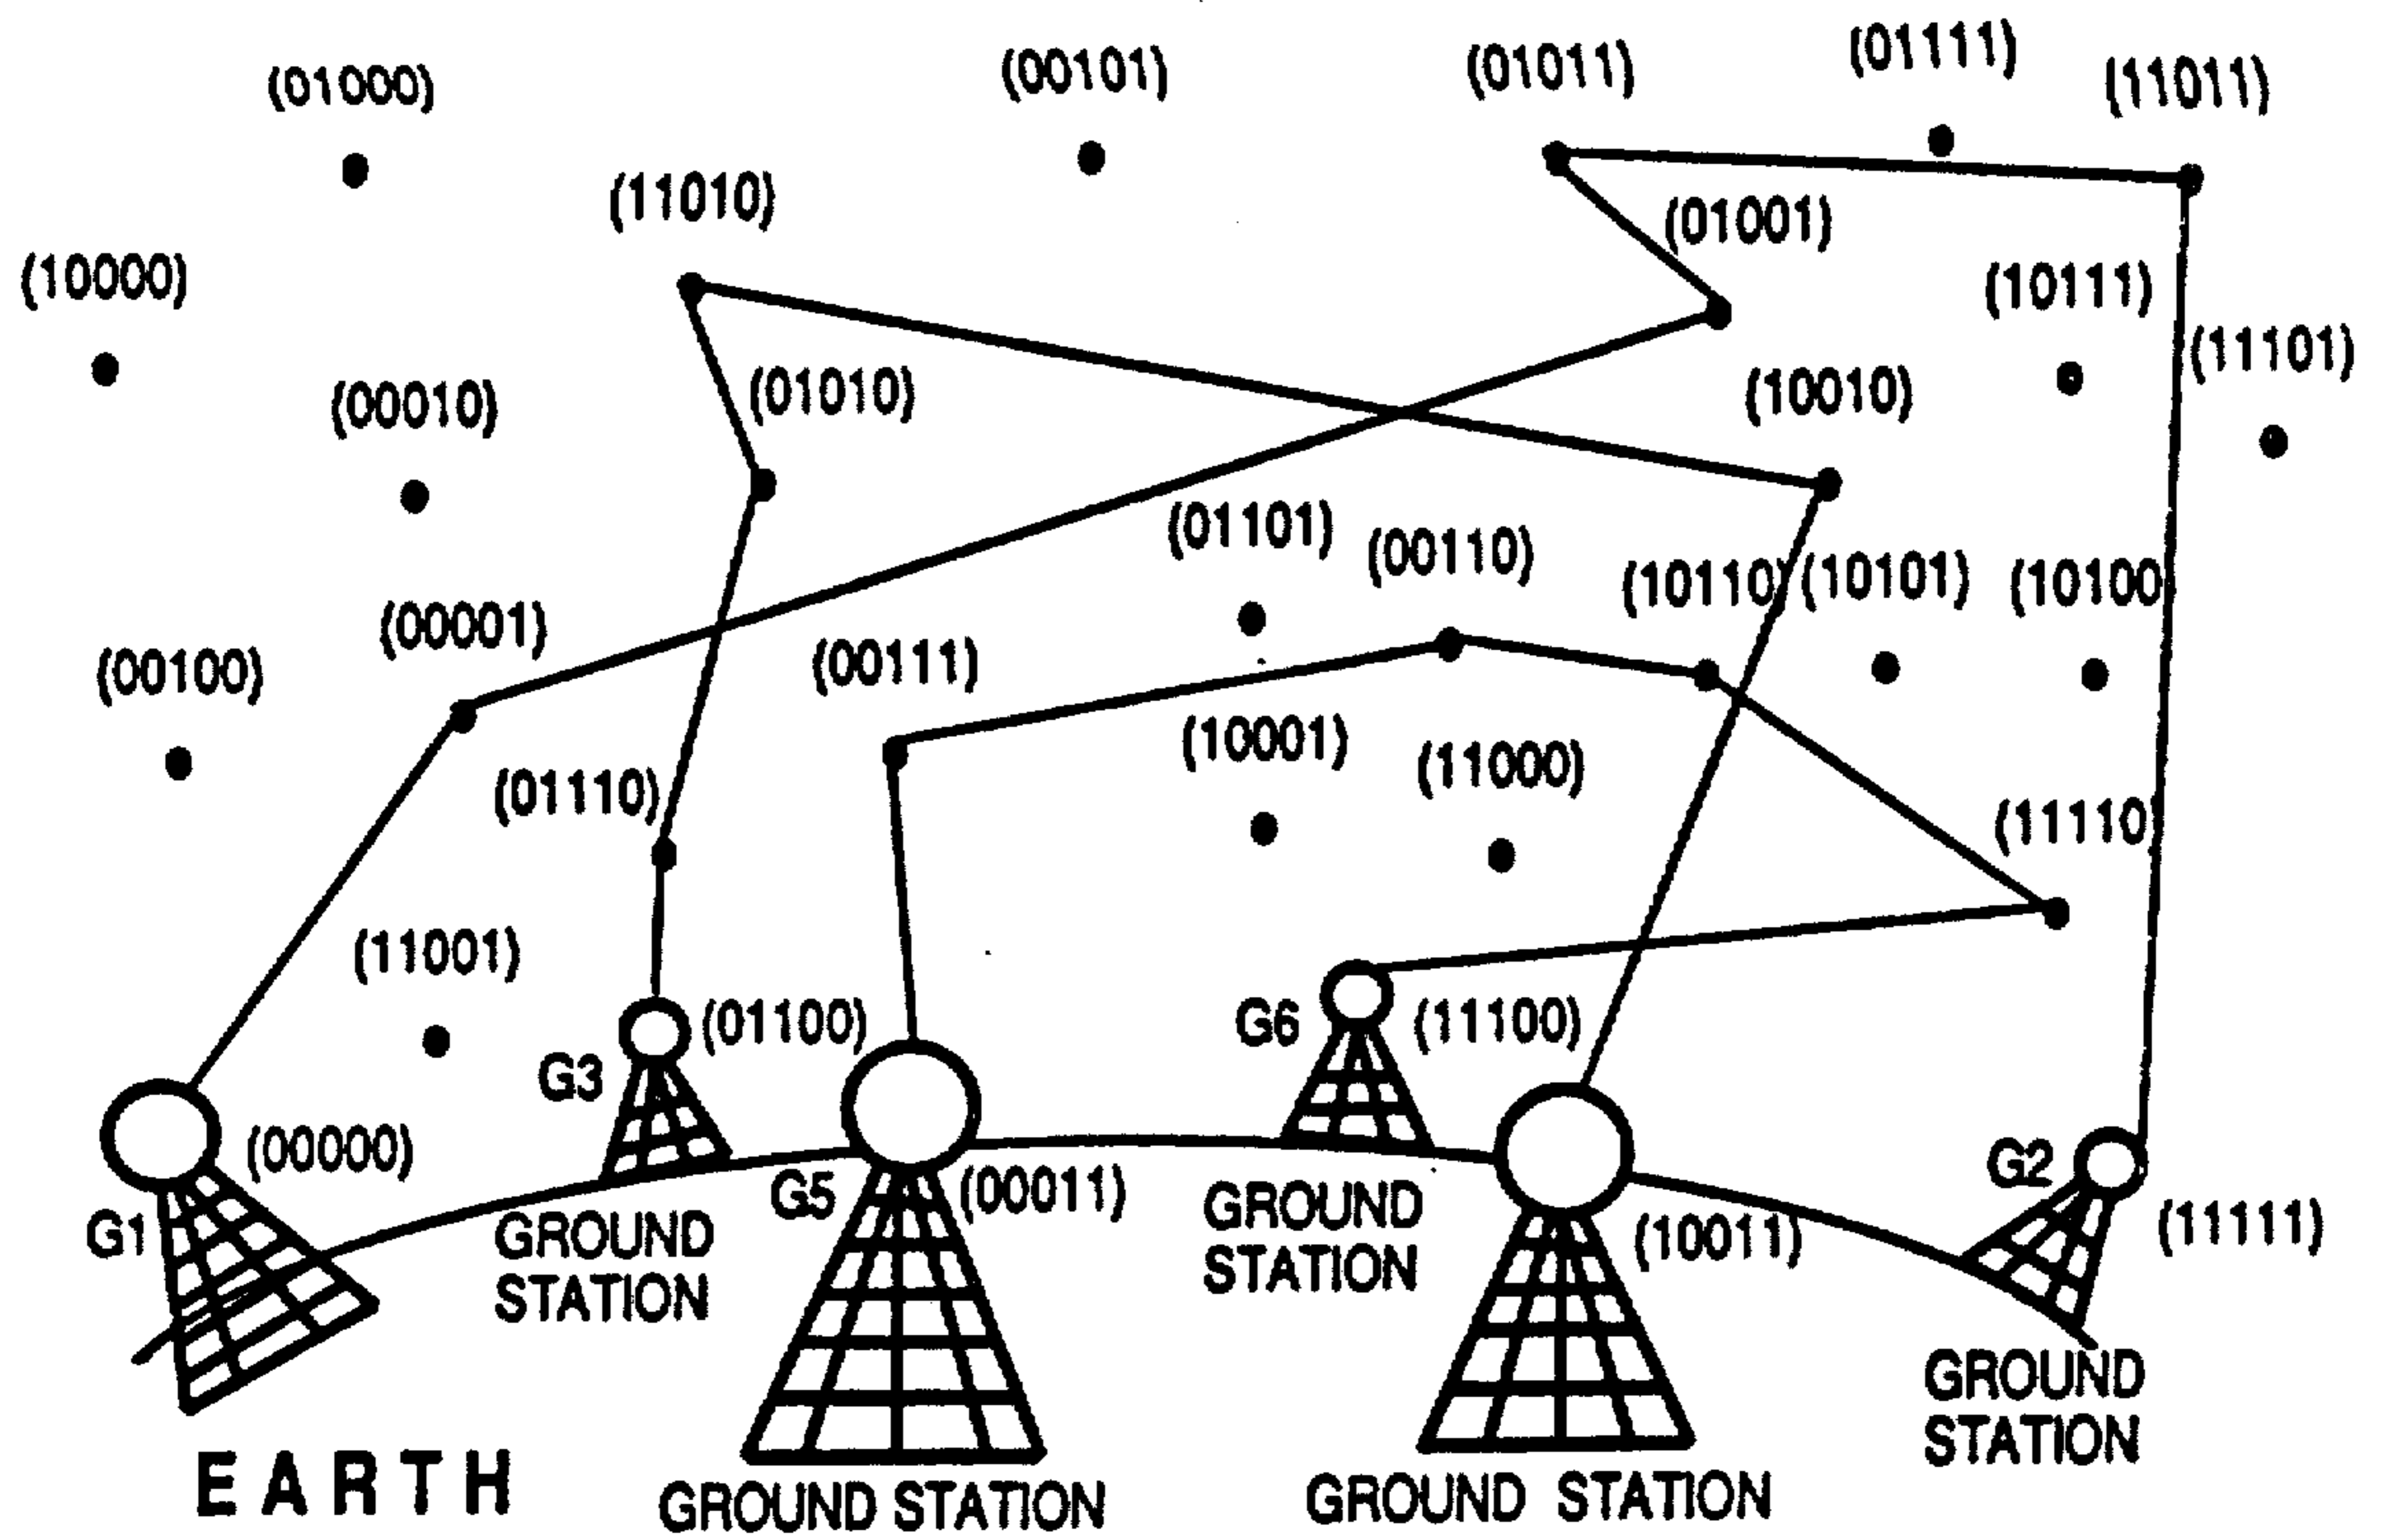 (01000)
(00101)
(01011)
(01111)
(11011)
(11010)
(01001)
(10000)
(10111)
(11101)
(00010)
(01010)
(10010)
(01101)
(00110)
(10110)
(10101)
(10100)
(00001)
(00100)
(00111)
(10001)
(11000)
(01110)
(11110)
(11001)
G3
(01100)
G6
(11100)
(00000)
G1
G5
(00011)
G2
(11111)
(10011)
GROUND
STATION
GROUND
STATION
GROUND
STATION
EARTH
GROUND STATION
GROUND STATION